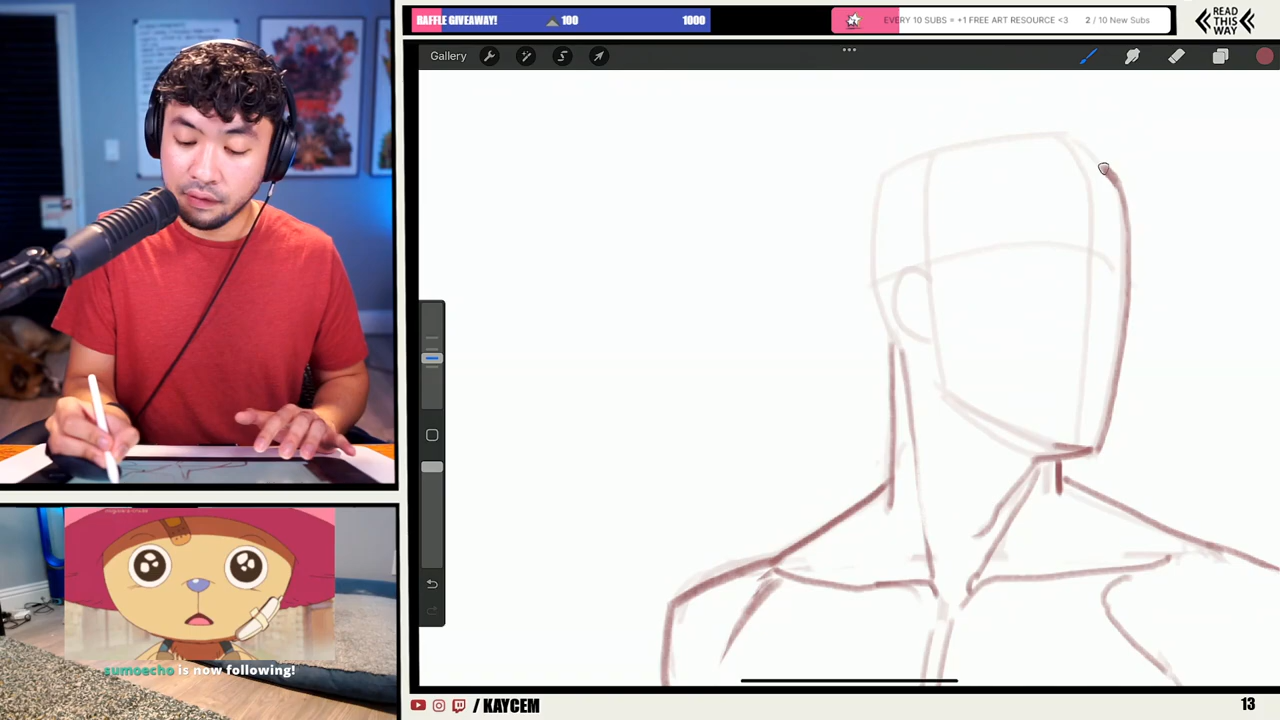 RAFFLE GIVEAWAY! 100 1000
EVERY 10 SUBS = +1 FREE ART RESOURCE <3 2 / 10 New Subs
READ
THIS
WAY
Gallery
sumoecho is now following!
/ KAYCEM
13